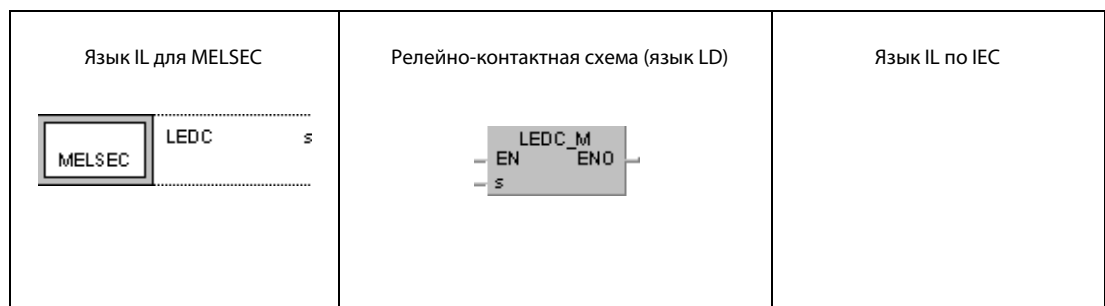 Язык IL для MELSEC
Релейно-контактная схема (язык LD)
Язык IL по IEC
MELSEC
LEDC s
LEDC_M
EN ENO
s